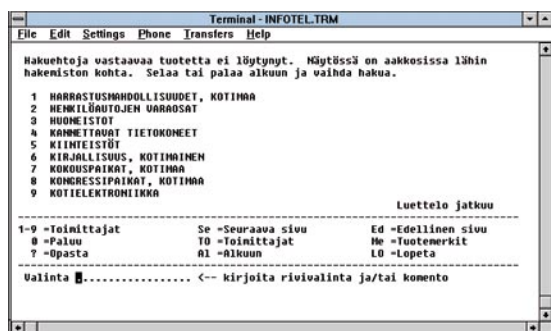 Terminal - INFOTEL.TRM
File Edit Settings Phone Transfers Help
Hakuehtoja vastaavaa tuotetta ei löytynyt. Näytössä on aakkosissa lähin
hakemiston kohta. Selaa tai palaa alkuun ja vaihda hakua.
1 HARRASTUSMAHDOLLISUUDET, KOTIMAA
2 HENKILÖAUTOJEN VARAOSAT
3 HUONEISTOT
4 KANNETTAVAT TIETOKONEET
5 KIINTEISTÖT
6 KIRJALLISUUS, KOTIMAINEN
7 KOKOUSPAIKAT, KOTIMAA
8 KONGRESSIPAIKAT, KOTIMAA
9 KOTIELEKTRONIIKKA
Luettelo jatkuu
1-9 =Toimittajat Se =Seuraava sivu Ed =Edellinen sivu
0 =Paluu TO =Toimittajat Me =Tuotemerkit
? =Opasta Al =Alkuun LO =Lopeta
Valinta ................. <-- kirjoita rivivalinta ja/tai komento